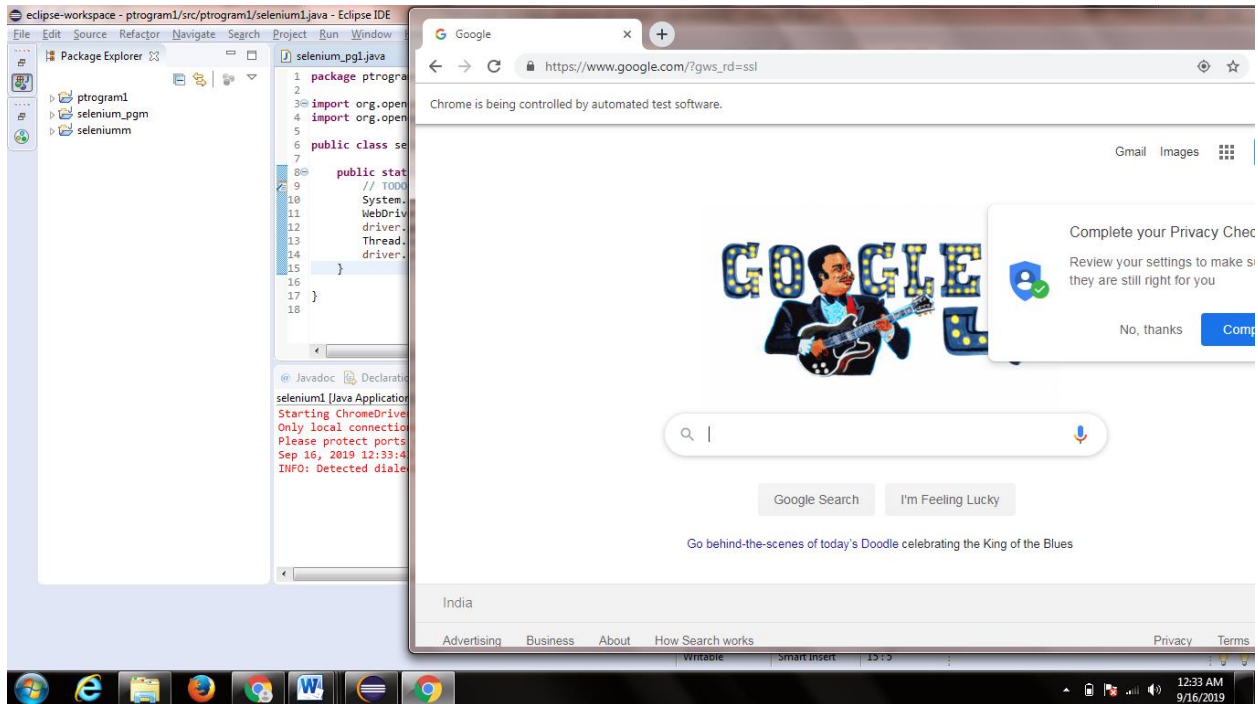 eclipse-workspace - ptrogram1/src/ptrogram1/selenium1.java - Eclipse IDE
File Edit Source Refactor Navigate Search Project Run Window
Package Explorer
ptrogram1
selenium_pgm
seleniumm
selenium_pg1.java
1 package ptrogra
2
3 import org.open
4 import org.open
5
6 public class se
7
8 public stat
9 // TODO
10 System.
11 WebDriv
12 driver.
13 Thread.
14 driver.
15 }
16
17 }
18
@ Javadoc Declaratio
selenium1 [Java Application
Starting ChromeDrive
Only local connectio
Please protect ports
Sep 16, 2019 12:33:4
INFO: Detected diale
Google
https://www.google.com/?gws_rd=ssl
Chrome is being controlled by automated test software.
Gmail Images
GOOGLE
Complete your Privacy Chec
Review your settings to make su
they are still right for you
No, thanks Comp
Google Search I'm Feeling Lucky
Go behind-the-scenes of today's Doodle celebrating the King of the Blues
India
Advertising Business About How Search works Privacy Terms
Writable Smart Insert 15 : 5
12:33 AM
9/16/2019